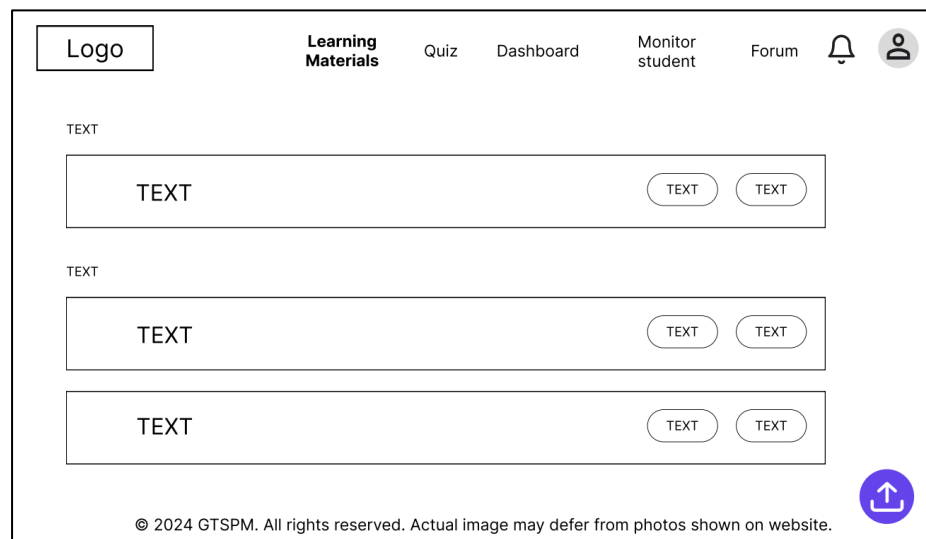 Logo
Learning
Materials
Quiz
Dashboard
Monitor
student
Forum
TEXT
TEXT
TEXT
TEXT
TEXT
TEXT
TEXT
TEXT
TEXT
TEXT
TEXT
© 2024 GTSPM. All rights reserved. Actual image may defer from photos shown on website.